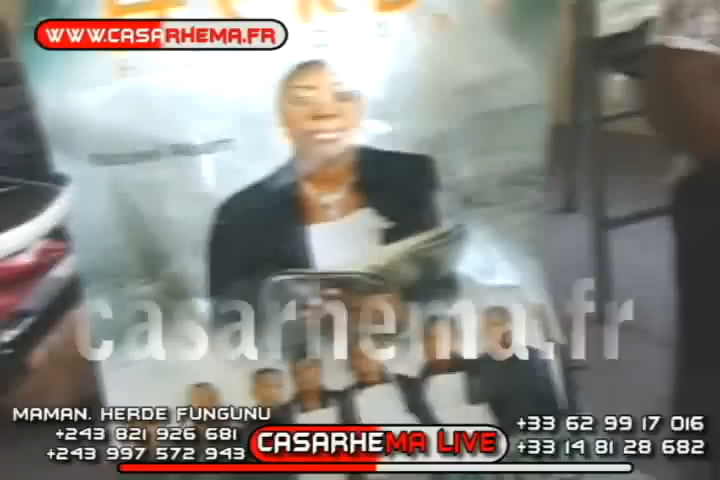 WWW.CASARHEMA.FR
casarhema.fr
MAMAN. HERDE FUNGUNU
+243 821 926 681
+243 997 572 943
CASARHEMA LIVE
+33 62 99 17 016
+33 14 81 28 682